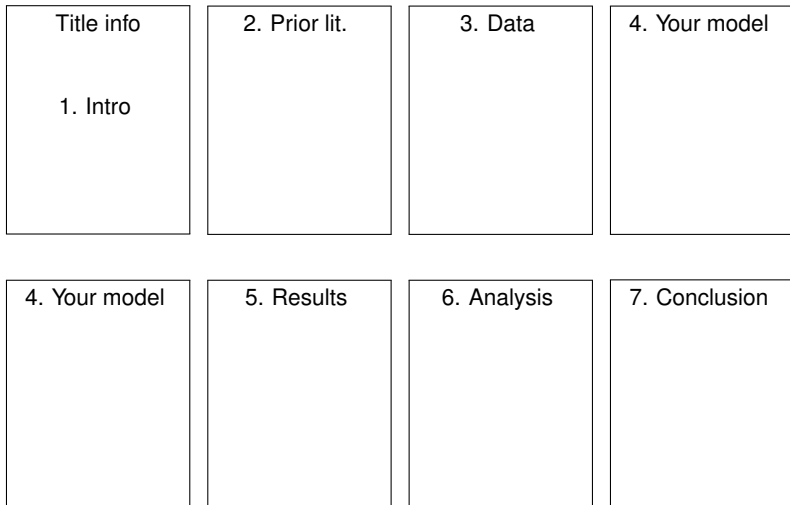 Title info
1. Intro
2. Prior lit.
3. Data
4. Your model
4. Your model
5. Results
6. Analysis
7. Conclusion